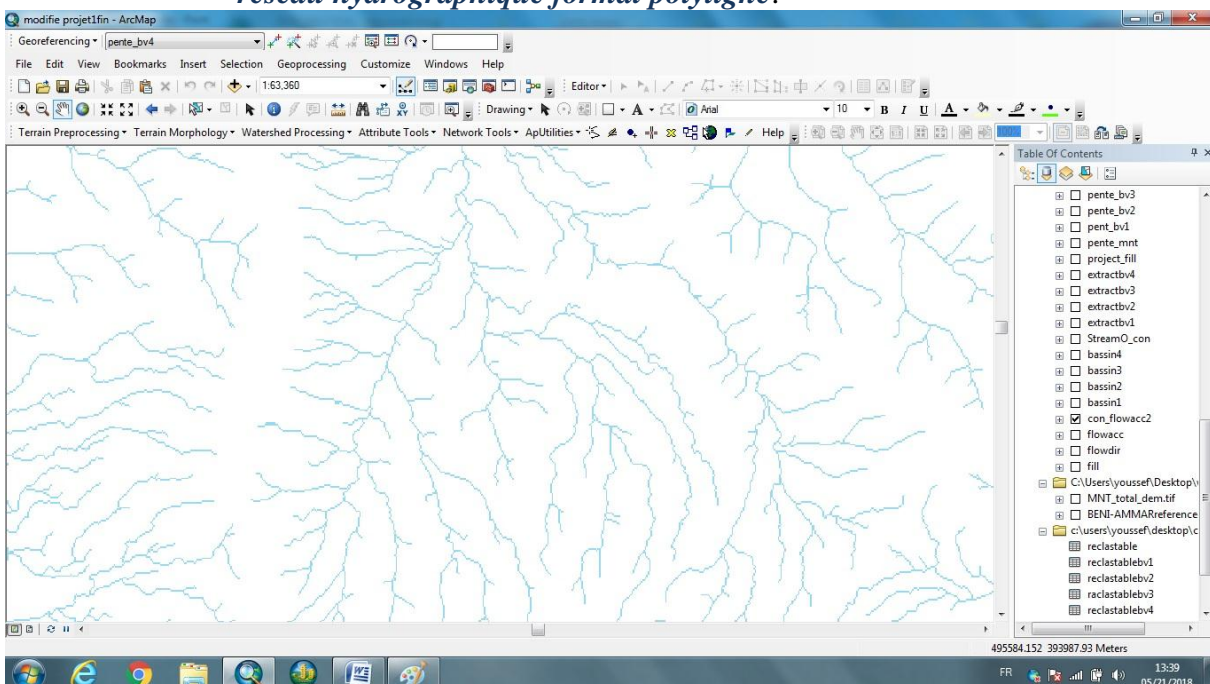 réseau hydrographique format polyligne:
modifie projet1fin - ArcMap
Georeferencing pente_bv4
File Edit View Bookmarks Insert Selection Geoprocessing Customize Windows Help
1:63,360 Editor
Drawing A Arial 10 B I U A
Terrain Preprocessing Terrain Morphology Watershed Processing Attribute Tools Network Tools ApUtilities Help 100%
Table Of Contents
pente_bv3
pente_bv2
pent_bv1
pente_mnt
project_fill
extractbv4
extractbv3
extractbv2
extractbv1
StreamO_con
bassin4
bassin3
bassin2
bassin1
con_flowacc2
flowacc
flowdir
fill
C:\Users\youssef\Desktop\
MNT_total_dem.tif
BENI-AMMARreference
c:\users\youssef\desktop\c
reclastable
reclastablebv1
reclastablebv2
reclastablebv3
reclastablebv4
495584.152 393987.93 Meters
FR 13:39
05/21/2018